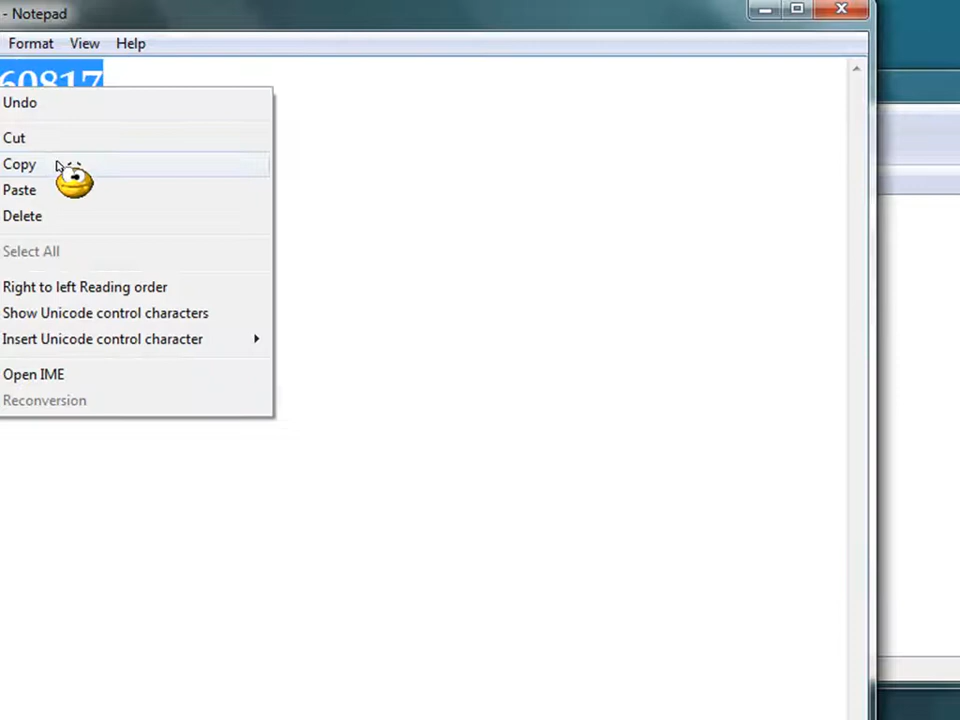 - Notepad
Format View Help
60817
Undo
Cut
Copy
Paste
Delete
Select All
Right to left Reading order
Show Unicode control characters
Insert Unicode control character
Open IME
Reconversion